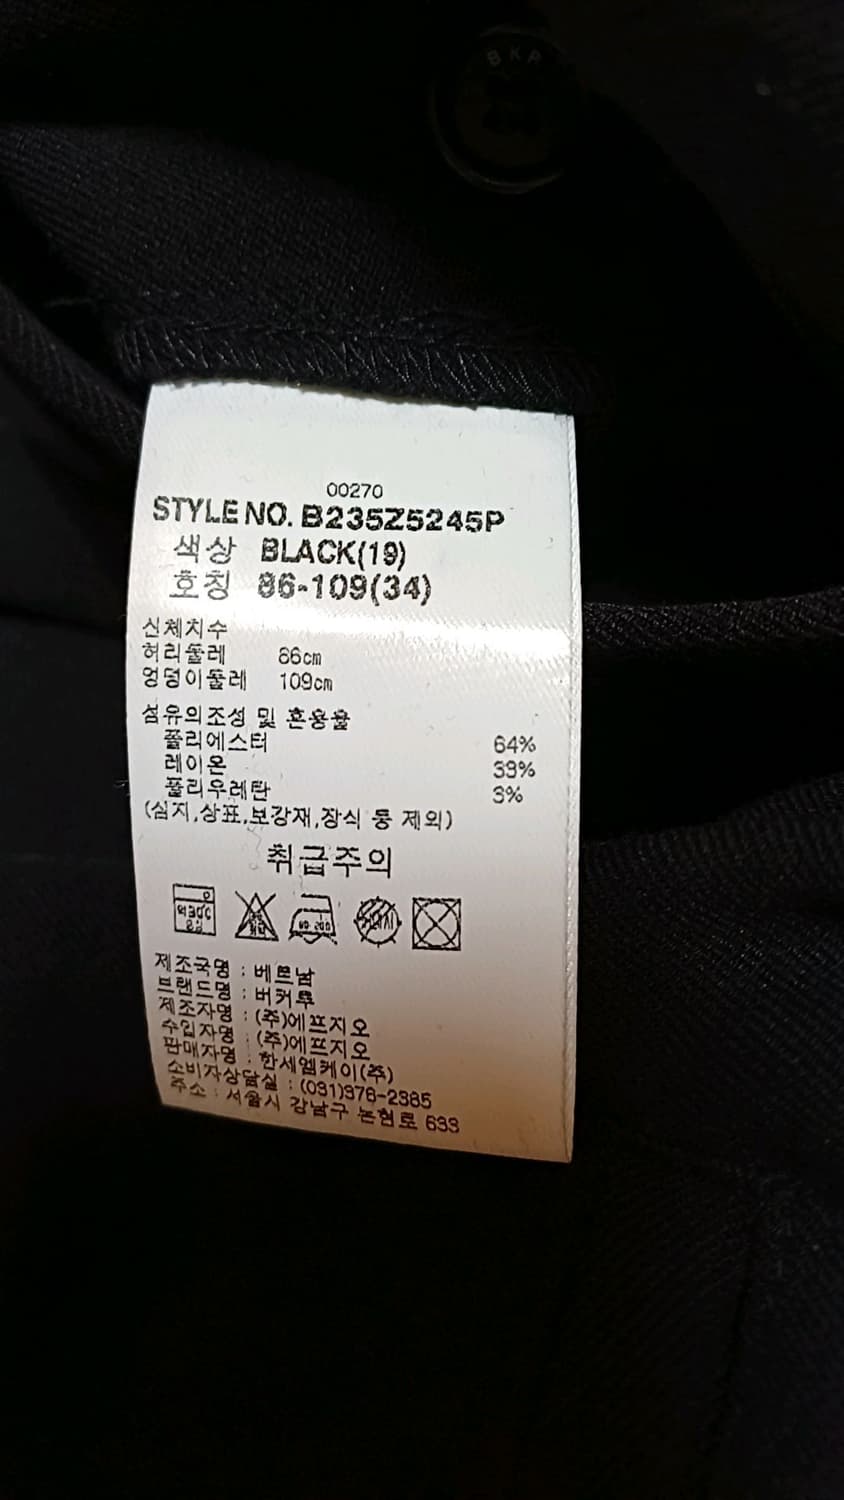 BKR
00270
STYLE NO. B235Z5245P
색상 BLACK(19)
호칭 86-109(34)
신체치수
허리둘레 86cm
엉덩이둘레 109cm
섬유의조성 및 혼용율
폴리에스터 64%
레이온 33%
폴리우레탄 3%
(심지,상표,보강재,장식 등 제외)
취급주의
제조국명 : 베트남
브랜드명 : 버커루
제조자명 : (주)에프지오
수입자명 : (주)에프지오
판매자명 : 한세엠케이(주)
소비자상담실 : (031)376-2385
주소 : 서울시 강남구 논현로 633